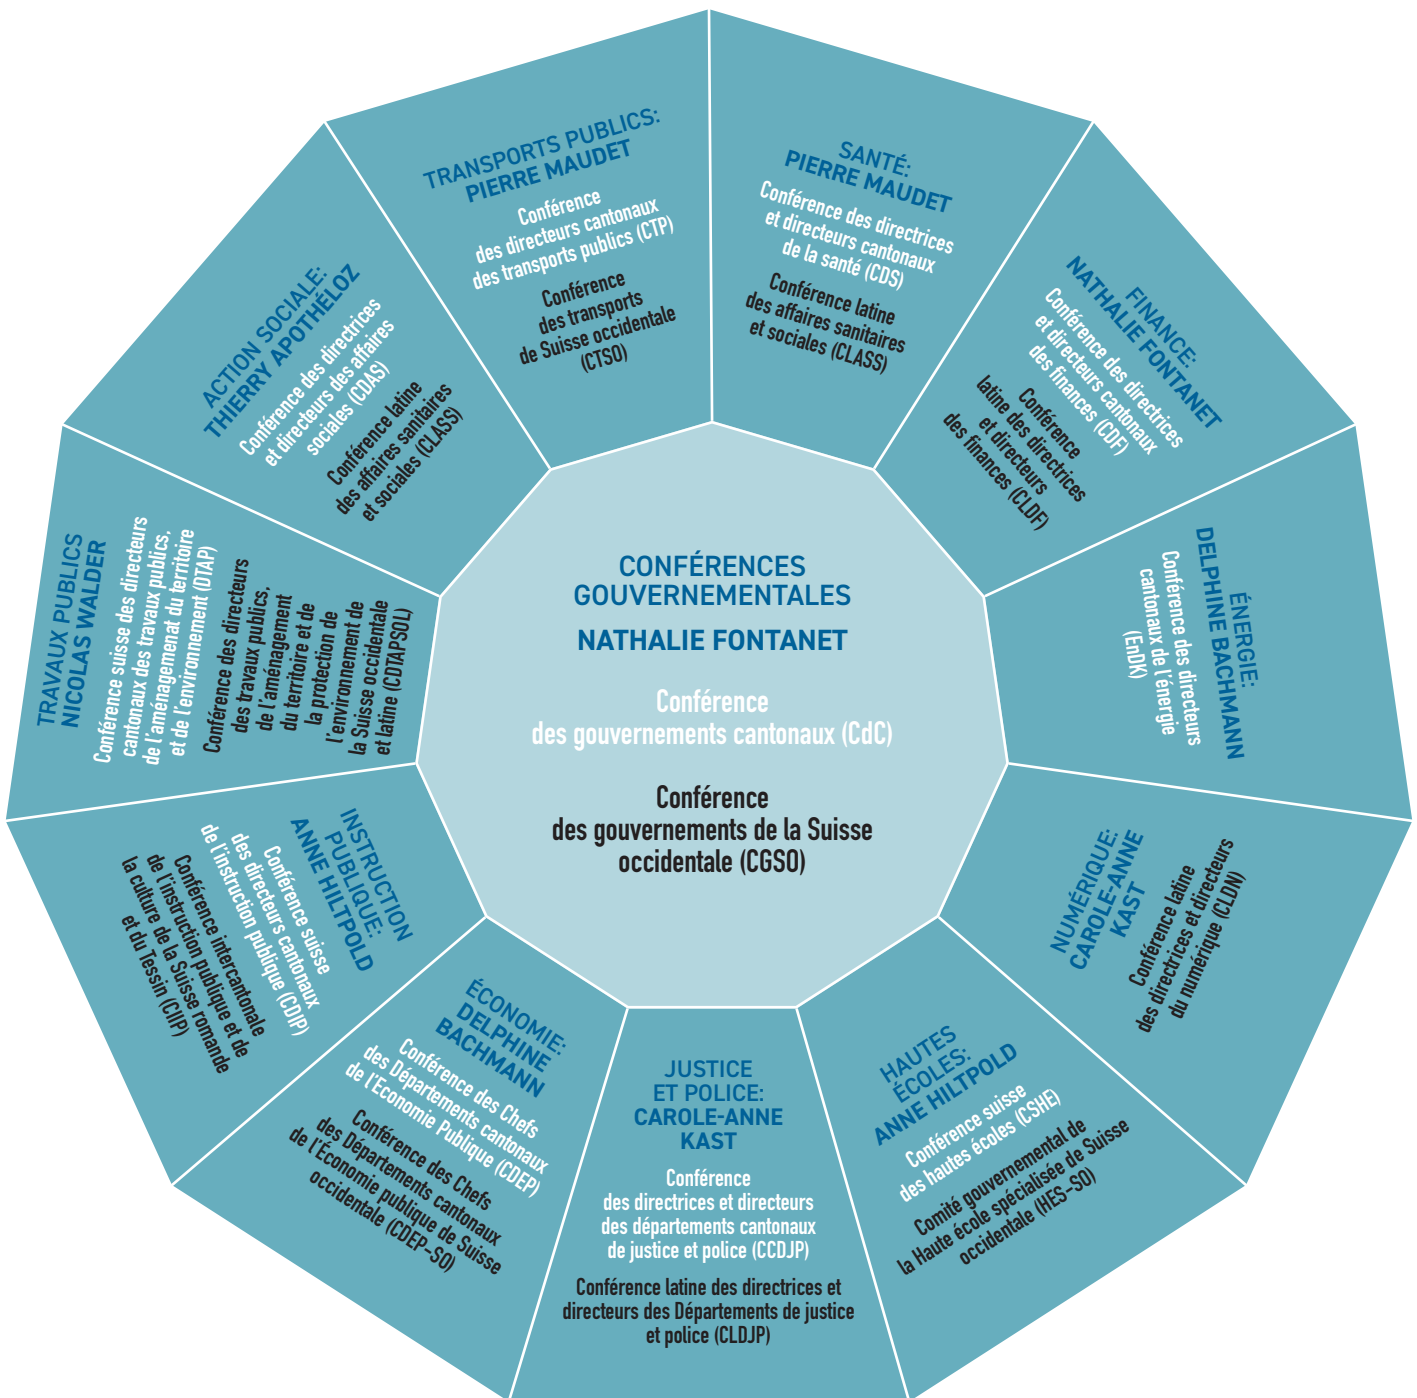 TRANSPORTS PUBLICS:
PIERRE MAUDET
Conférence
des directeurs cantonaux
des transports publics (CTP)
Conférence
des transports
de Suisse occidentale
(CTSO)
SANTÉ:
PIERRE MAUDET
Conférence des directrices
et directeurs cantonaux
de la santé (CDS)
Conférence latine
des affaires sanitaires
et sociales (CLASS)
FINANCE:
NATHALIE FONTANET
Conférence des directrices
et directeurs cantonaux
des finances (CDF)
Conférence
latine des directrices
et directeurs
des finances (CLDF)
ÉNERGIE:
DELPHINE BACHMANN
Conférence des directeurs
cantonaux de l'énergie
(EnDK)
NUMÉRIQUE:
CAROLE-ANNE
KAST
Conférence latine
des directrices et directeurs
du numérique (CLDN)
HAUTES
ÉCOLES:
ANNE HILTPOLD
Conférence suisse
des hautes écoles (CSHE)
Comité gouvernemental de
la Haute école spécialisée de Suisse
occidentale (HES-SO)
JUSTICE
ET POLICE:
CAROLE-ANNE
KAST
Conférence
des directrices et directeurs
des départements cantonaux
de justice et police (CCDJP)
Conférence latine des directrices et
directeurs des Départements de justice
et police (CLDJP)
ÉCONOMIE:
DELPHINE
BACHMANN
Conférence des Chefs
des Départements cantonaux
de l'Economie Publique (CDEP)
Conférence des Chefs
des Départements cantonaux
de l'Économie publique de Suisse
occidentale (CDEP-SO)
INSTRUCTION
PUBLIQUE:
ANNE HILTPOLD
Conférence suisse
des directeurs cantonaux
de l'instruction publique (CDIP)
Conférence intercantonale
de l'instruction publique et de
la culture de la Suisse romande
et du Tessin (CIIP)
TRAVAUX PUBLICS
NICOLAS WALDER
Conférence suisse des directeurs
cantonaux des travaux publics,
de l'aménagemenat du territoire
et de l'environnement (DTAP)
Conférence des directeurs
des travaux publics,
de l'aménagement
du territoire et de
la protection de
l'environnement de
la Suisse occidentale
et latine (CDTAPSOL)
ACTION SOCIALE:
THIERRY APOTHÉLOZ
Conférence des directrices
et directeurs des affaires
sociales (CDAS)
Conférence latine
des affaires sanitaires
et sociales (CLASS)
CONFÉRENCES
GOUVERNEMENTALES
NATHALIE FONTANET
Conférence
des gouvernements cantonaux (CdC)
Conférence
des gouvernements de la Suisse
occidentale (CGSO)